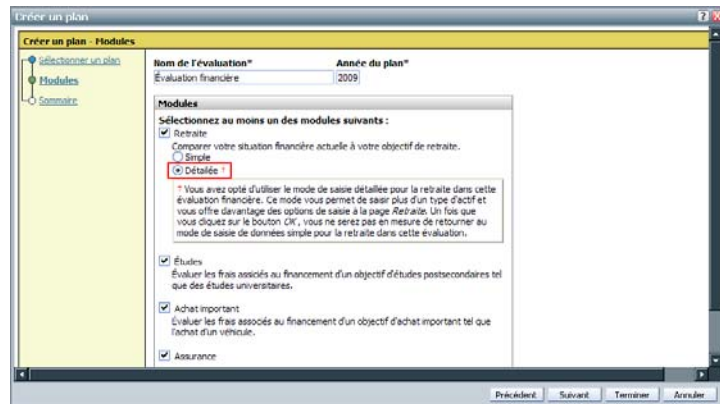 Créer un plan
Créer un plan - Modules
Sélectionner un plan
Modules
Sommaire
Nom de l'évaluation*
Année du plan*
Évaluation financière
2009
Modules
Sélectionnez au moins un des modules suivants :
Retraite
Comparer votre situation financière actuelle à votre objectif de retraite.
Simple
Détaillée †
† Vous avez opté d'utiliser le mode de saisie détaillée pour la retraite dans cette
évaluation financière. Ce mode vous permet de saisir plus d'un type d'actif et
vous offre davantage des options de saisie à la page Retraite. Un fois que
vous cliquez sur le bouton OK, vous ne serez pas en mesure de retourner au
mode de saisie de données simple pour la retraite dans cette évaluation.
Études
Évaluer les frais assiciés au financement d'un objectif d'études postsecondaires tel
que des études universitaires.
Achat important
Évaluer les frais associés au financement d'un objectif d'achat important tel que
l'achat d'un véhicule.
Assurance
Précédent
Suivant
Terminer
Annuler